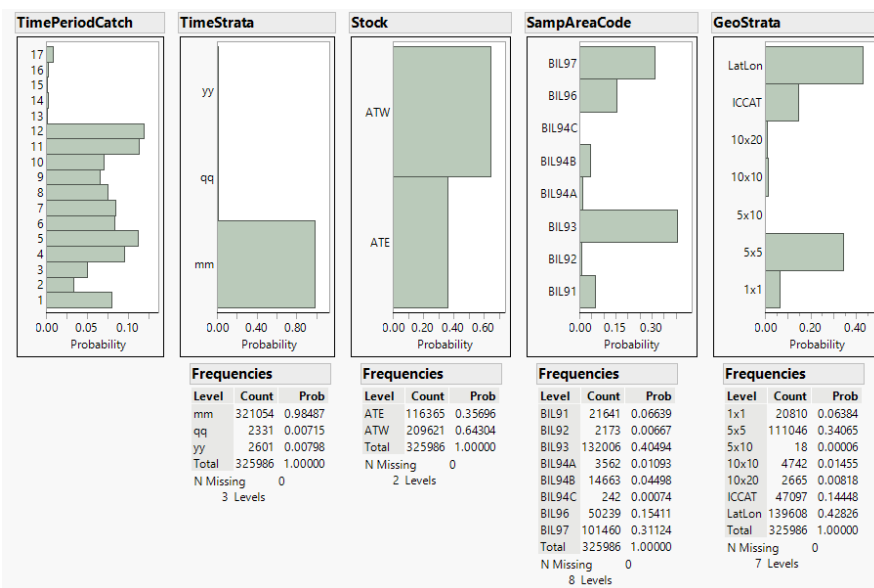 TimePeriodCatch
17
16
15
14
13
12
11
10
9
8
7
6
5
4
3
2
1
0.00 0.05 0.10
Probability
TimeStrata
yy
qq
mm
0.00 0.40 0.80
Probability
Frequencies
Level Count Prob
mm 321054 0.98487
qq 2331 0.00715
yy 2601 0.00798
Total 325986 1.00000
N Missing 0
3 Levels
Stock
ATW
ATE
0.00 0.20 0.40 0.60
Probability
Frequencies
Level Count Prob
ATE 116365 0.35696
ATW 209621 0.64304
Total 325986 1.00000
N Missing 0
2 Levels
SampAreaCode
BIL97
BIL96
BIL94C
BIL94B
BIL94A
BIL93
BIL92
BIL91
0.00 0.15 0.30
Probability
Frequencies
Level Count Prob
BIL91 21641 0.06639
BIL92 2173 0.00667
BIL93 132006 0.40494
BIL94A 3562 0.01093
BIL94B 14663 0.04498
BIL94C 242 0.00074
BIL96 50239 0.15411
BIL97 101460 0.31124
Total 325986 1.00000
N Missing 0
8 Levels
GeoStrata
LatLon
ICCAT
10x20
10x10
5x10
5x5
1x1
0.00 0.20 0.40
Probability
Frequencies
Level Count Prob
1x1 20810 0.06384
5x5 111046 0.34065
5x10 18 0.00006
10x10 4742 0.01455
10x20 2665 0.00818
ICCAT 47097 0.14448
LatLon 139608 0.42826
Total 325986 1.00000
N Missing 0
7 Levels